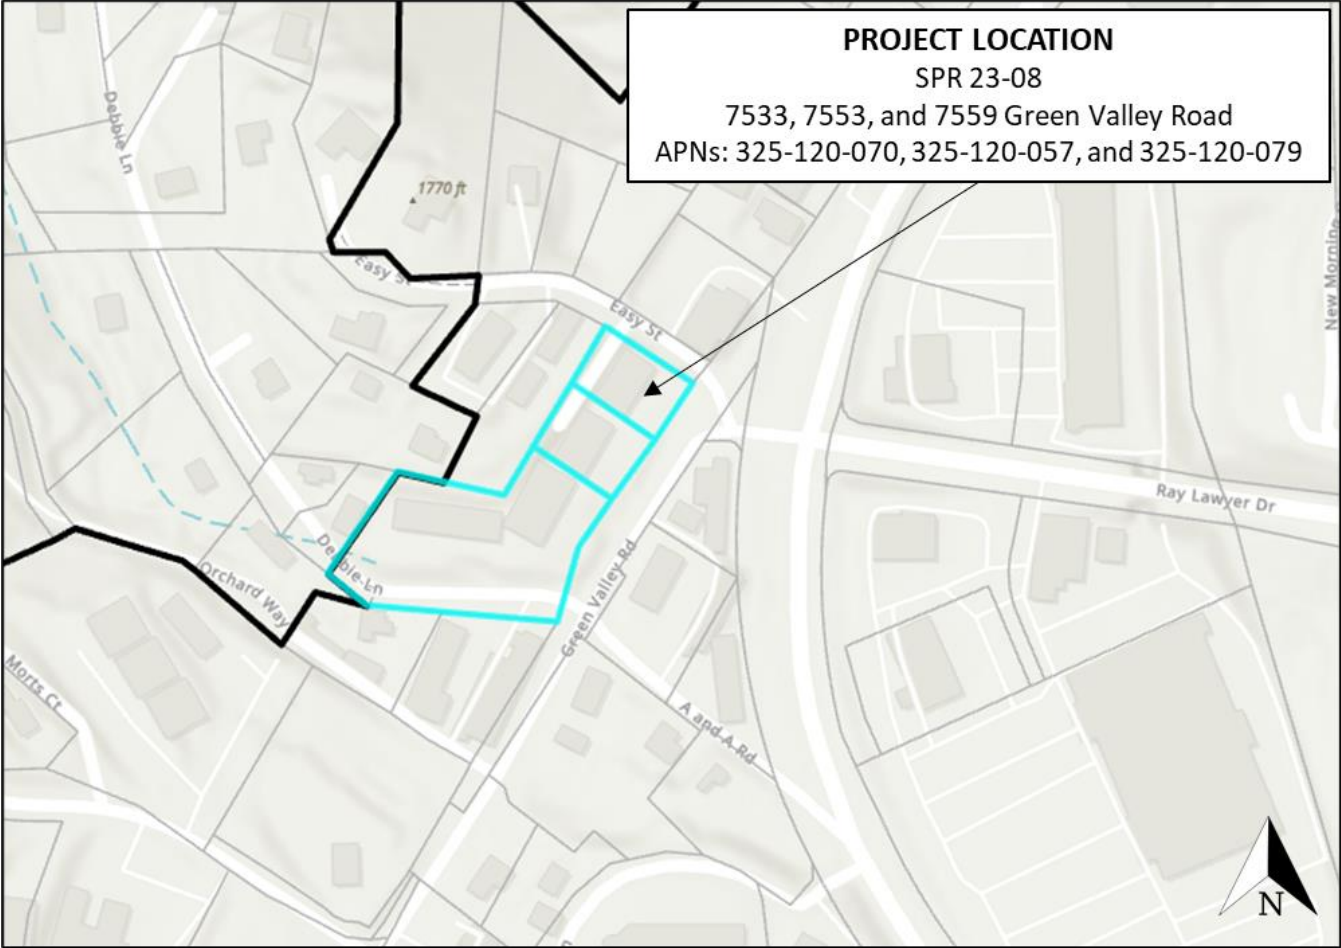 PROJECT LOCATION
SPR 23-08
7533, 7553, and 7559 Green Valley Road
APNs: 325-120-070, 325-120-057, and 325-120-079
Debbie Ln
1770 ft
Easy St
Easy St
New Morning
Ray Lawyer Dr
Debbie Ln
Orchard Way
Green Valley Rd
Morts Ct
A and A Rd
N